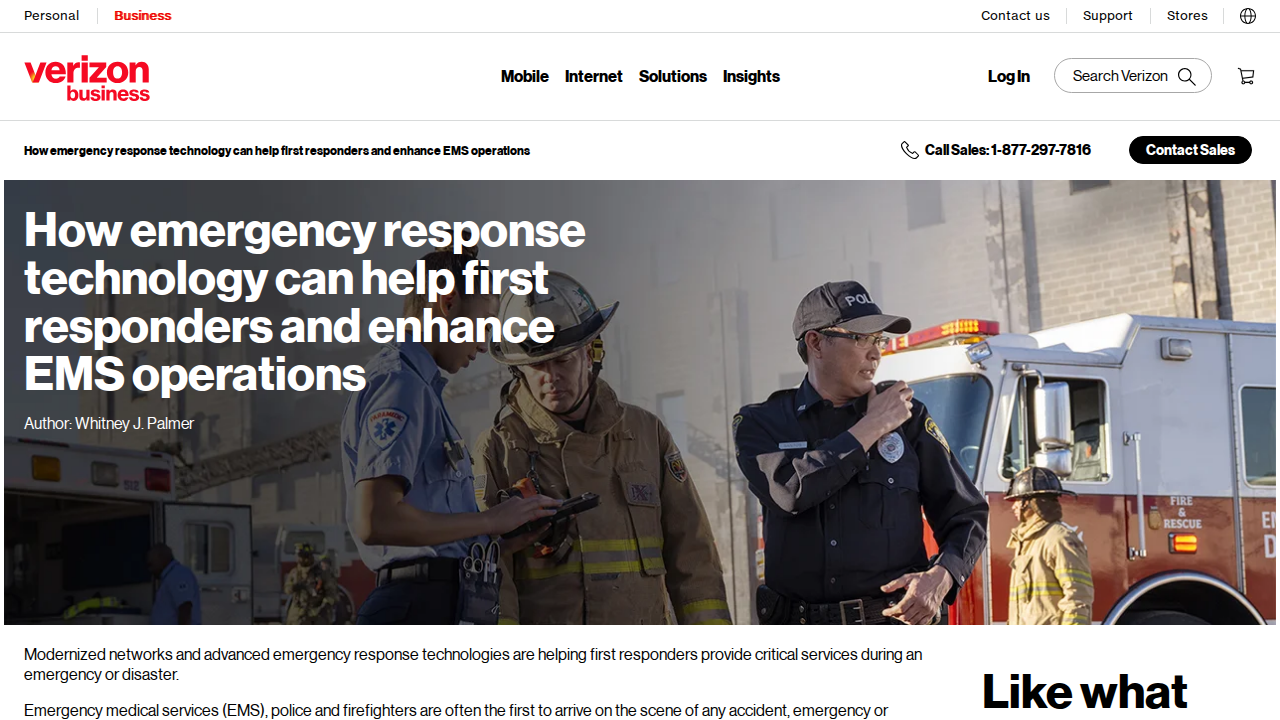 Personal
Business
Contact us
Support
Stores
verizon
business
Mobile
Internet
Solutions
Insights
Log In
Search Verizon
How emergency response technology can help first responders and enhance EMS operations
Call Sales: 1-877-297-7816
Contact Sales
How emergency response
technology can help first
responders and enhance
EMS operations
Author: Whitney J. Palmer
POL
PARAMEDIC
512
FIRE
&
RESCUE
EM
D
Modernized networks and advanced emergency response technologies are helping first responders provide critical services during an
emergency or disaster.
Like what
Emergency medical services (EMS), police and firefighters are often the first to arrive on the scene of any accident, emergency or